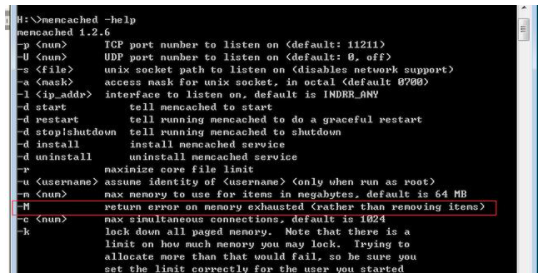 H:\>memcached -help
memcached 1.2.6
-p <num>      TCP port number to listen on (default: 11211)
-U <num>      UDP port number to listen on (default: 0, off)
-s <file>     unix socket path to listen on (disables network support)
-a <mask>     access mask for unix socket, in octal (default 0700)
-l <ip_addr>  interface to listen on, default is INDRR_ANY
-d start          tell memcached to start
-d restart        tell running memcached to do a graceful restart
-d stop|shutdown  tell running memcached to shutdown
-d install        install memcached service
-d uninstall      uninstall memcached service
-r            maximize core file limit
-u <username> assume identity of <username> (only when run as root)
-m <num>      max memory to use for items in megabytes, default is 64 MB
-M            return error on memory exhausted (rather than removing items)
-c <num>      max simultaneous connections, default is 1024
-k            lock down all paged memory.  Note that there is a
              limit on how much memory you may lock.  Trying to
              allocate more than that would fail, so be sure you
              set the limit correctly for the user you started